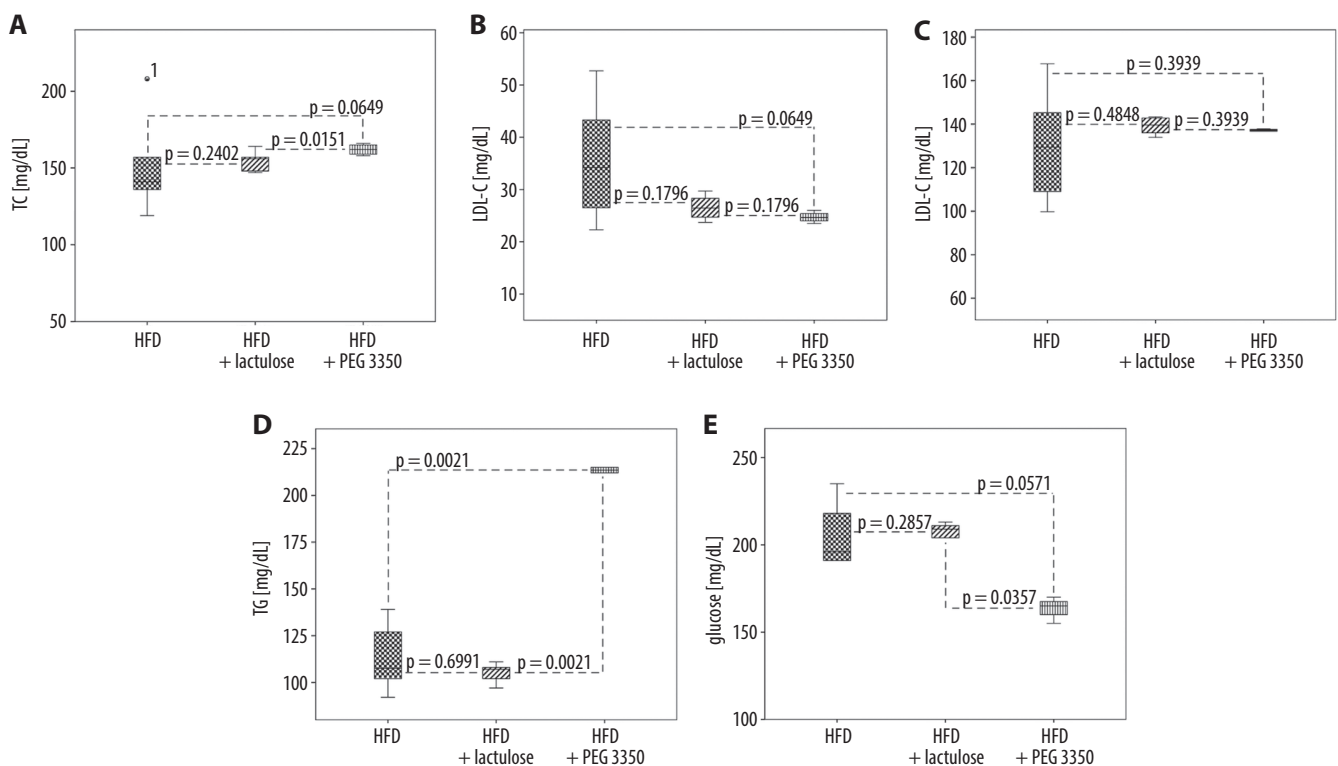 A
TC [mg/dL]
200
150
100
50
1
p = 0.0649
p = 0.0151
p = 0.2402
HFD
HFD
+ lactulose
HFD
+ PEG 3350
B
LDL-C [mg/dL]
60
50
40
30
20
10
p = 0.0649
p = 0.1796
p = 0.1796
HFD
HFD
+ lactulose
HFD
+ PEG 3350
C
LDL-C [mg/dL]
180
160
140
120
100
80
60
p = 0.3939
p = 0.4848
p = 0.3939
HFD
HFD
+ lactulose
HFD
+ PEG 3350
D
TG [mg/dL]
225
200
175
150
125
100
p = 0.0021
p = 0.6991
p = 0.0021
HFD
HFD
+ lactulose
HFD
+ PEG 3350
E
glucose [mg/dL]
250
200
150
100
p = 0.0571
p = 0.2857
p = 0.0357
HFD
HFD
+ lactulose
HFD
+ PEG 3350